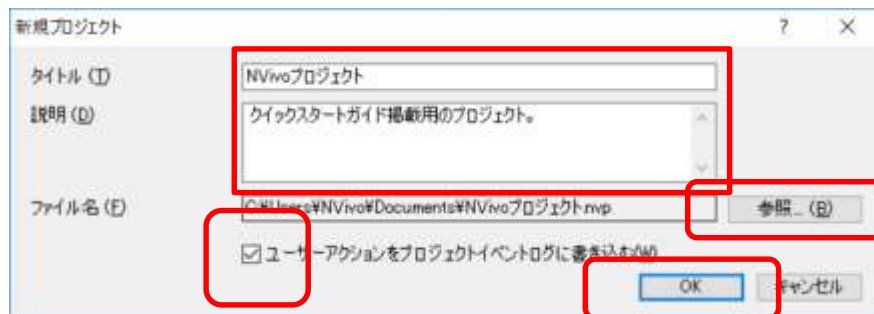 新規プロジェクト ? ×
タイトル (T) NVivoプロジェクト
説明 (D) クイックスタートガイド掲載用のプロジェクト。
ファイル名 (F) C:¥Users¥NVivo¥Documents¥NVivoプロジェクト.nvp 参照... (B)
ユーザーアクションをプロジェクトイベントログに書き込む(W)
OK キャンセル